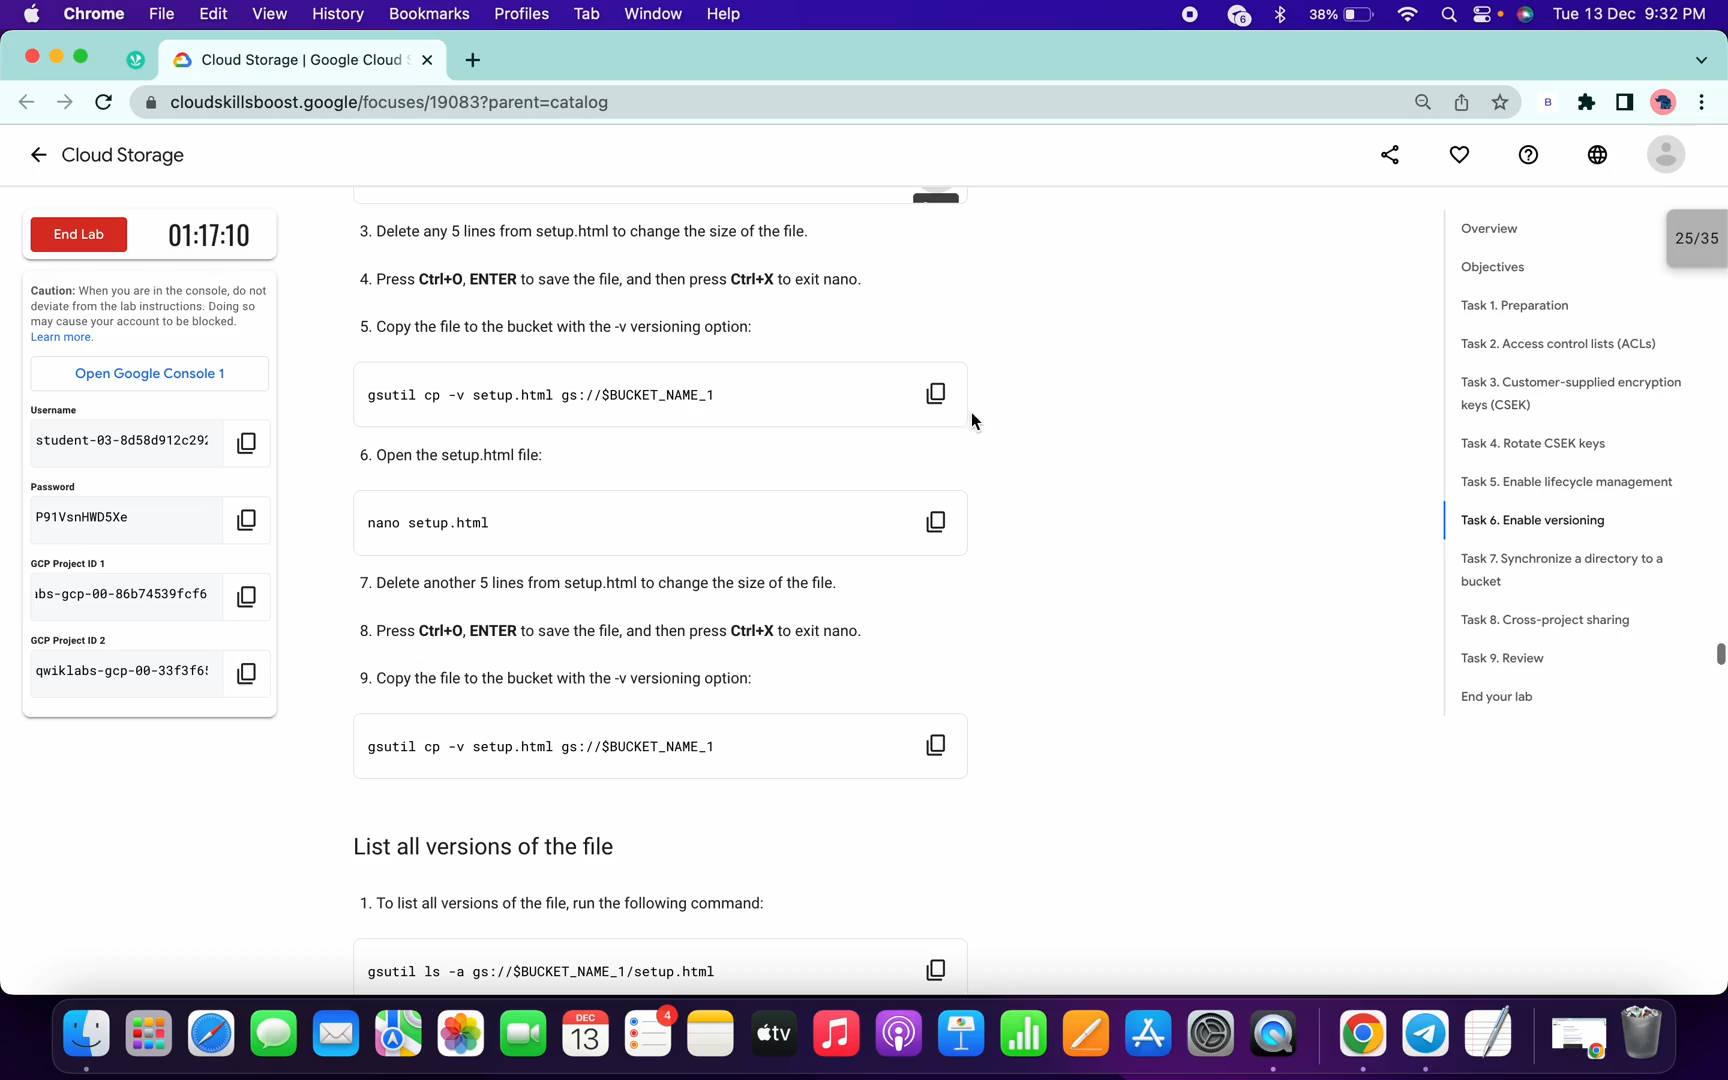 Chrome File Edit View History Bookmarks Profiles Tab Window Help 6 38% Tue 13 Dec 9:32 PM
Cloud Storage | Google Cloud
cloudskillsboost.google/focuses/19083?parent=catalog B
Cloud Storage
End Lab 01:17:10
Caution: When you are in the console, do not
deviate from the lab instructions. Doing so
may cause your account to be blocked.
Learn more.
Open Google Console 1
Username
student-03-8d58d912c292
Password
P91VsnHWD5Xe
GCP Project ID 1
abs-gcp-00-86b74539fcf6
GCP Project ID 2
qwiklabs-gcp-00-33f3f6
3. Delete any 5 lines from setup.html to change the size of the file.
4. Press Ctrl+O, ENTER to save the file, and then press Ctrl+X to exit nano.
5. Copy the file to the bucket with the -v versioning option:
gsutil cp -v setup.html gs://$BUCKET_NAME_1
6. Open the setup.html file:
nano setup.html
7. Delete another 5 lines from setup.html to change the size of the file.
8. Press Ctrl+O, ENTER to save the file, and then press Ctrl+X to exit nano.
9. Copy the file to the bucket with the -v versioning option:
gsutil cp -v setup.html gs://$BUCKET_NAME_1
List all versions of the file
1. To list all versions of the file, run the following command:
gsutil ls -a gs://$BUCKET_NAME_1/setup.html
Overview
Objectives
Task 1. Preparation
Task 2. Access control lists (ACLs)
Task 3. Customer-supplied encryption
keys (CSEK)
Task 4. Rotate CSEK keys
Task 5. Enable lifecycle management
Task 6. Enable versioning
Task 7. Synchronize a directory to a
bucket
Task 8. Cross-project sharing
Task 9. Review
End your lab
25/35
DEC
13
4
tv